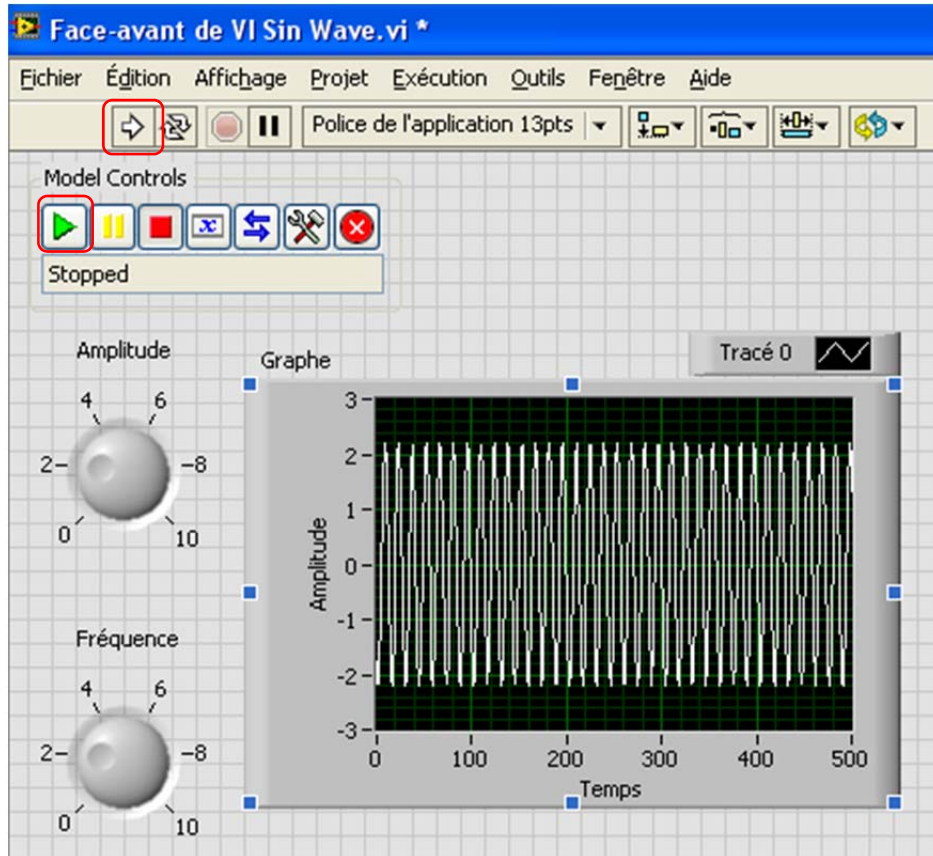 Face-avant de VI Sin Wave.vi *
Fichier Édition Affichage Projet Exécution Outils Fenêtre Aide
Police de l'application 13pts
Model Controls
x
Stopped
Amplitude
4 6
2 8
0 10
Graphe
Tracé 0
3
2
1
0
-1
-2
-3
Amplitude
0 100 200 300 400 500
Temps
Fréquence
4 6
2 8
0 10